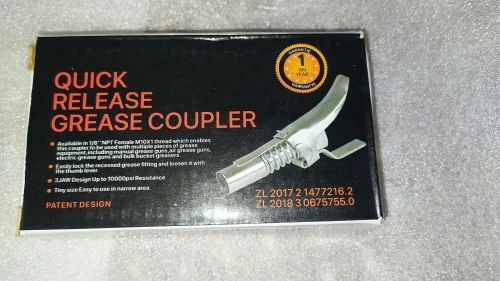 QUICK
RELEASE
GREASE COUPLER
Available in 1/8" NPT Female M10X1 thread which enables
this coupler to be used with multiple pieces of grease
equipment,including manual grease guns,air grease guns,
electric grease guns and bulk bucket greasers.
Easily lock the recessed grease fitting and loosen it with
the thumb lever.
3JAW Design Up to 10000psi Resistance
Tiny size Easy to use in narrow area.
PATENT DESIGN
GARANTIE
1
AN
YEAR
ZL 2017 2 1477216.2
ZL 2018 3 0675755.0